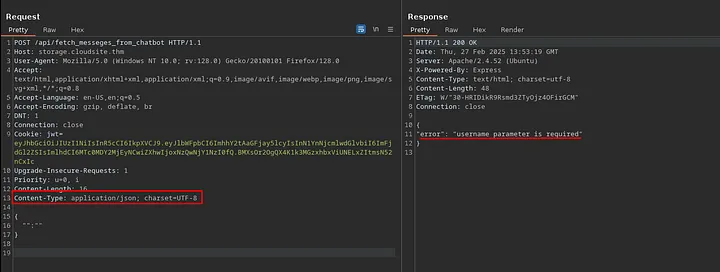 Request
Pretty Raw Hex
\n
1 POST /api/fetch_messeges_from_chatbot HTTP/1.1
2 Host: storage.cloudsite.thm
3 User-Agent: Mozilla/5.0 (Windows NT 10.0; rv:128.0) Gecko/20100101 Firefox/128.0
4 Accept:
text/html,application/xhtml+xml,application/xml;q=0.9,image/avif,image/webp,image/png,image/s
vg+xml,*/*;q=0.8
5 Accept-Language: en-US,en;q=0.5
6 Accept-Encoding: gzip, deflate, br
7 DNT: 1
8 Connection: close
9 Cookie: jwt=
10 Upgrade-Insecure-Requests: 1
11 Priority: u=0, i
12 Content-Length: 16
13 Content-Type: application/json; charset=UTF-8
14
15 {
16 "":""
17 }
18
19
Response
Pretty Raw Hex Render
1 HTTP/1.1 200 OK
2 Date: Thu, 27 Feb 2025 13:53:19 GMT
3 Server: Apache/2.4.52 (Ubuntu)
4 X-Powered-By: Express
5 Content-Type: text/html; charset=utf-8
6 Content-Length: 48
7 ETag: W/"30-HRIDikR9Rsmd3ZTyOjz4OFirGCM"
8 Connection: close
9
10 {
11 "error": "username parameter is required"
12 }
13